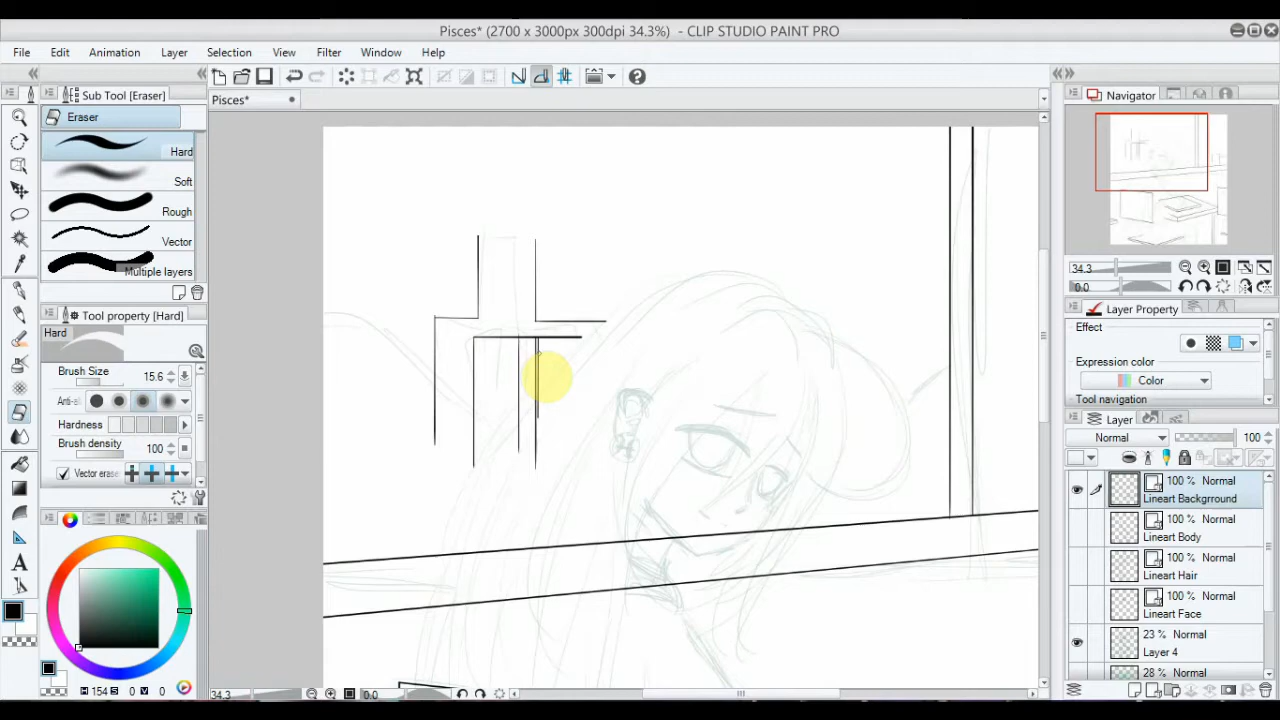 Pisces* (2700 x 3000px 300dpi 34.3%) - CLIP STUDIO PAINT PRO
File Edit Animation Layer Selection View Filter Window Help
Sub Tool [Eraser]
Pisces*
Navigator
Eraser
Hard
Soft
Rough
Vector
Multiple layers
34.3
0.0
Tool property [Hard]
Layer Property
Hard
Effect
Brush Size 15.6
Expression color
Color
Anti-al
Tool navigation
Hardness
Layer
Brush density 100
Normal 100
Vector erase
100 % Normal
Lineart Background
100 % Normal
Lineart Body
100 % Normal
Lineart Hair
100 % Normal
Lineart Face
23 % Normal
Layer 4
28 % Normal
H 154 S 0 V 0
34.3 0.0